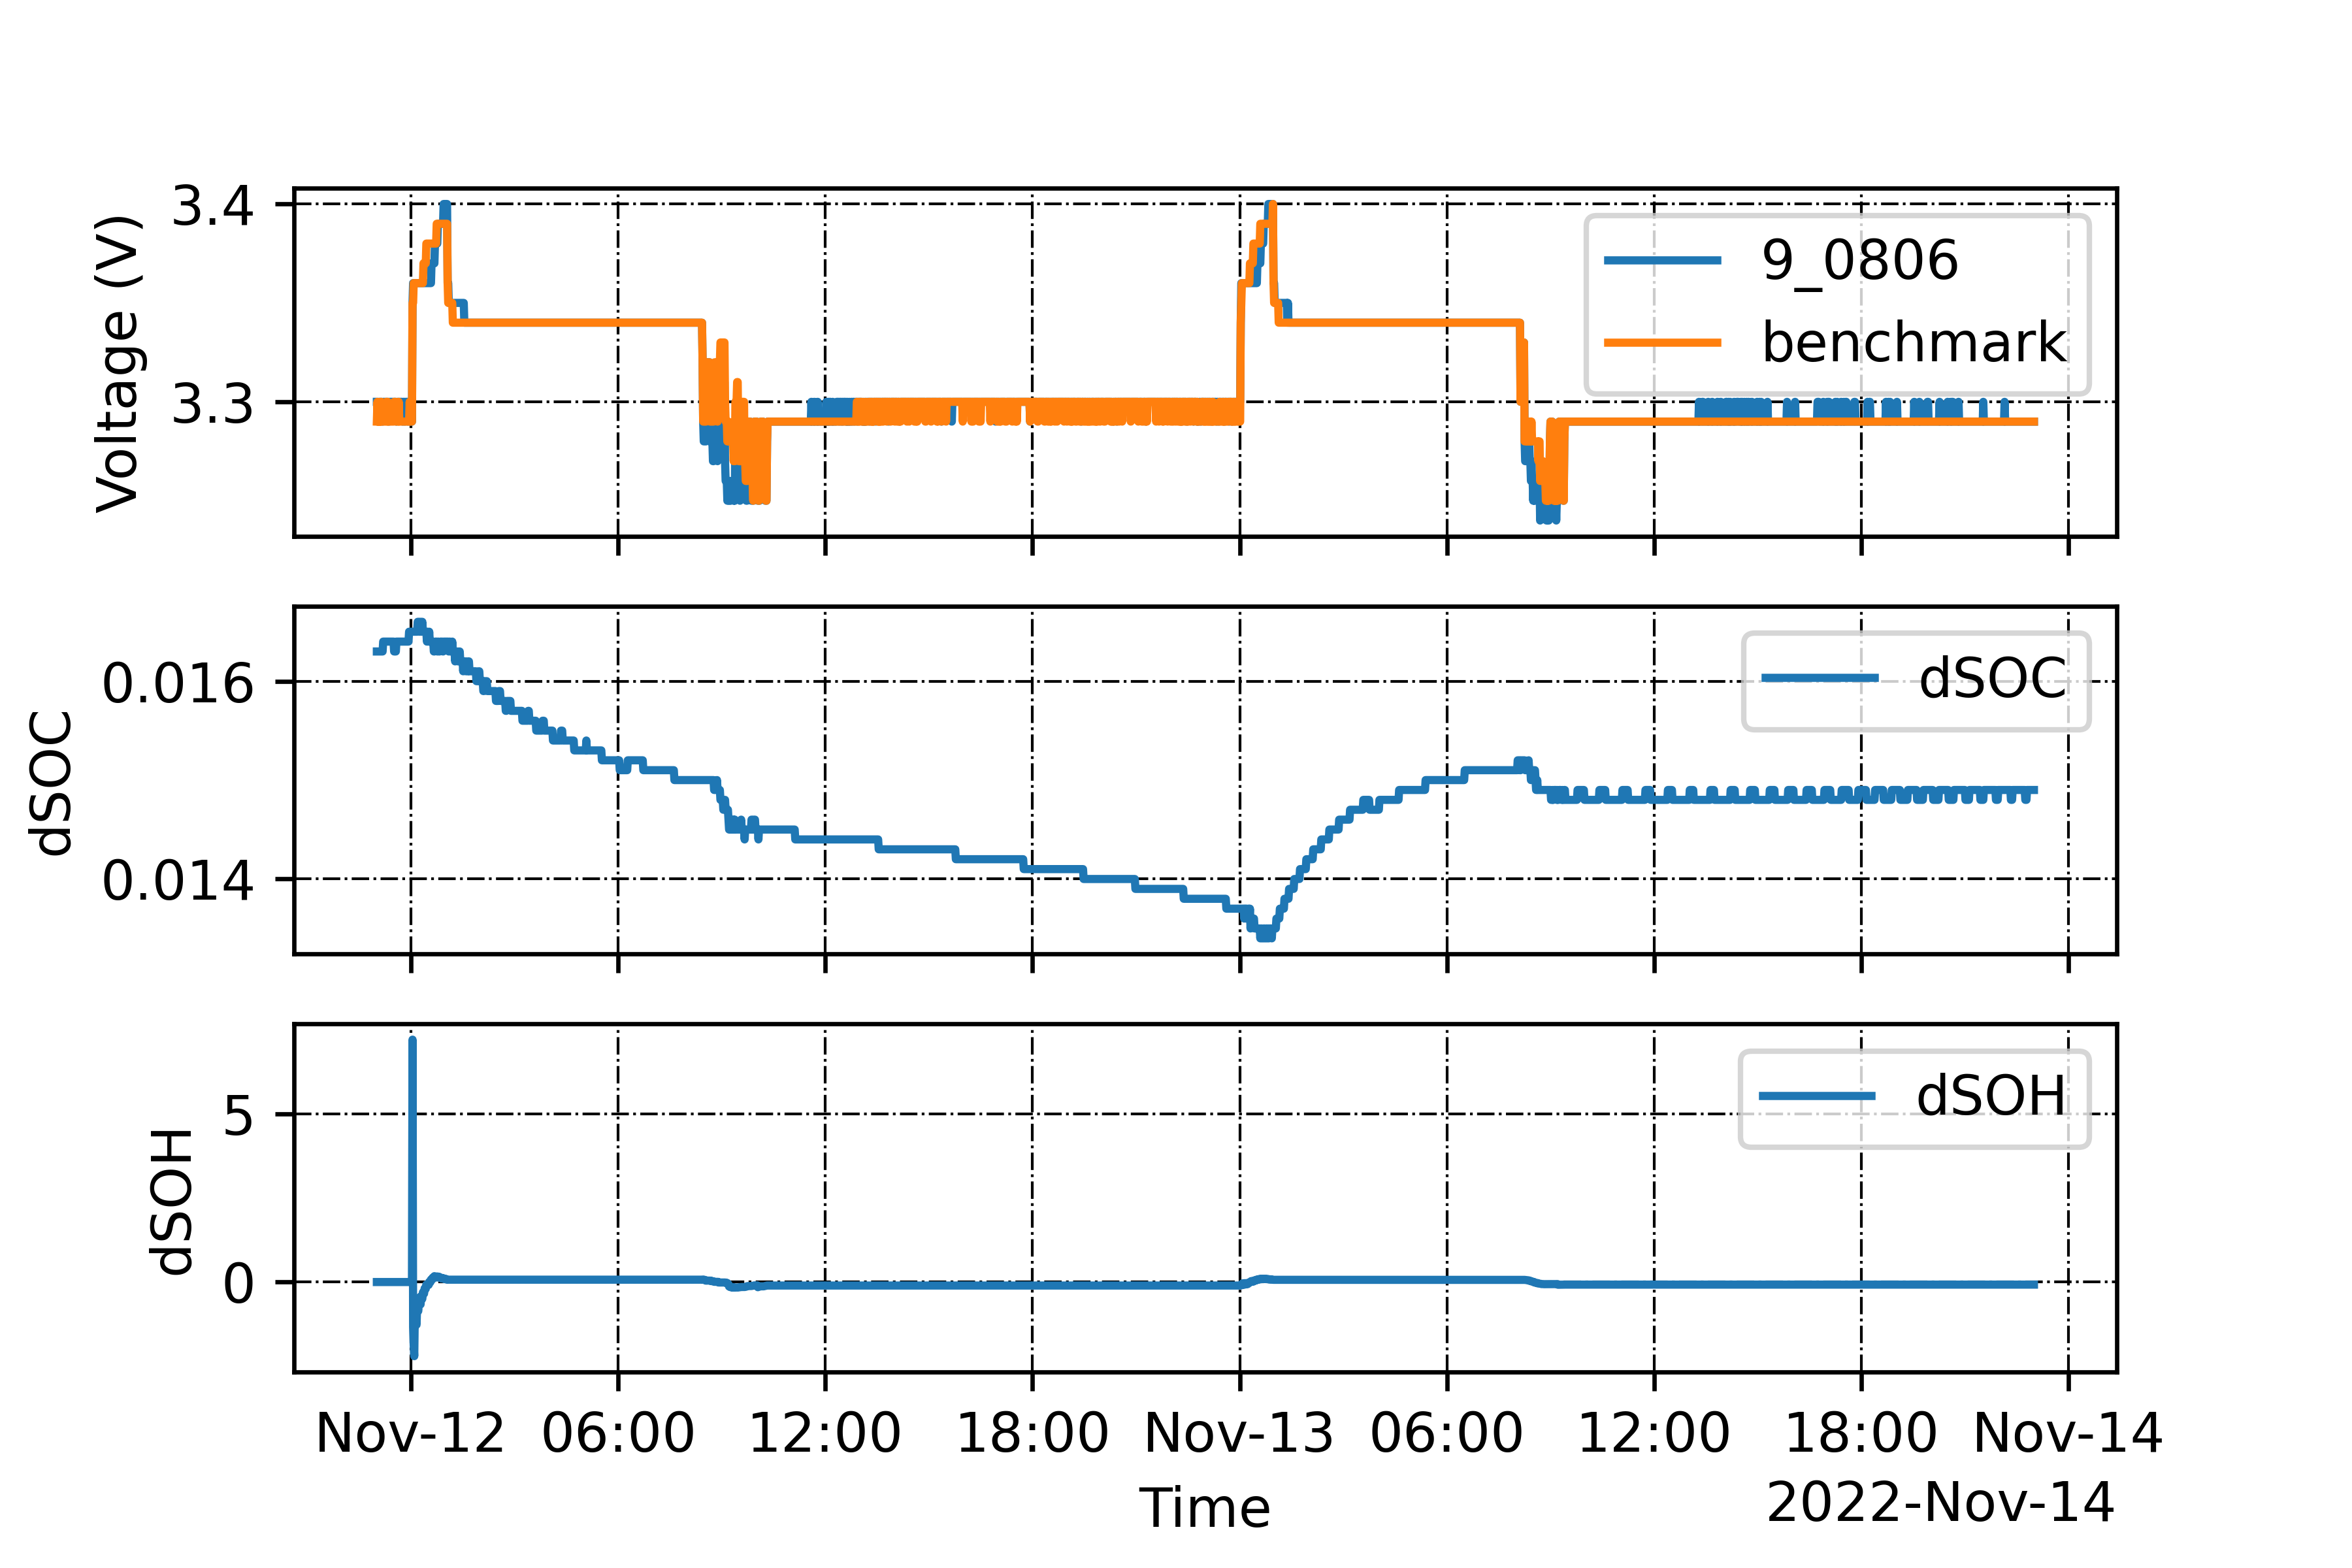 3.4
3.3
Voltage (V)
9_0806
benchmark
0.016
0.014
dSOC
dSOC
5
0
dSOH
dSOH
Nov-12 06:00 12:00 18:00 Nov-13 06:00 12:00 18:00 Nov-14
Time
2022-Nov-14